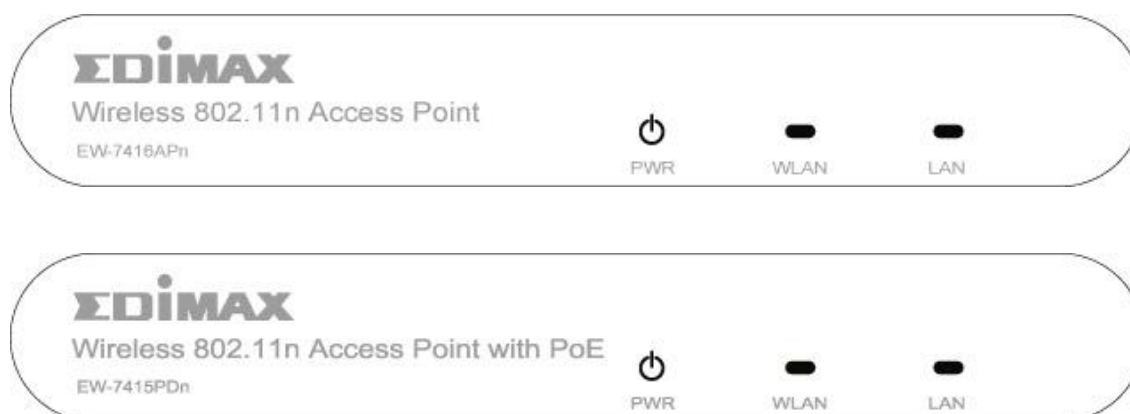 EDiMAX
Wireless 802.11n Access Point
EW-7416APn
PWR WLAN LAN
EDiMAX
Wireless 802.11n Access Point with PoE
EW-7415PDn
PWR WLAN LAN